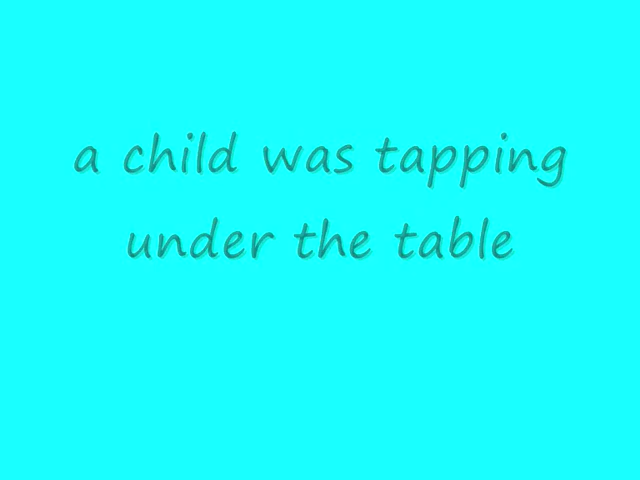 a child was tapping
under the table